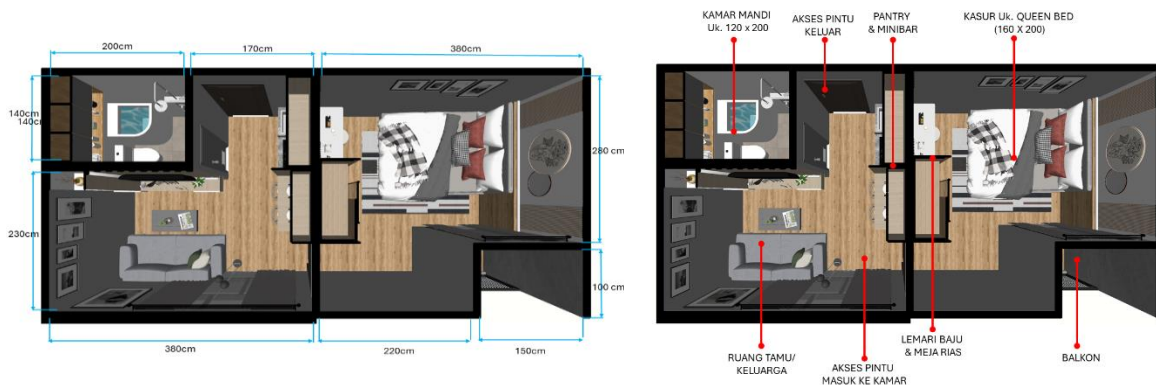 200cm
170cm
380cm
140cm
140cm
280 cm
230cm
100 cm
380cm
220cm
150cm
KAMAR MANDI
Uk. 120 x 200
AKSES PINTU
KELUAR
PANTRY
& MINIBAR
KASUR Uk. QUEEN BED
(160 X 200)
RUANG TAMU/
KELUARGA
AKSES PINTU
MASUK KE KAMAR
LEMARI BAJU
& MEJA RIAS
BALKON